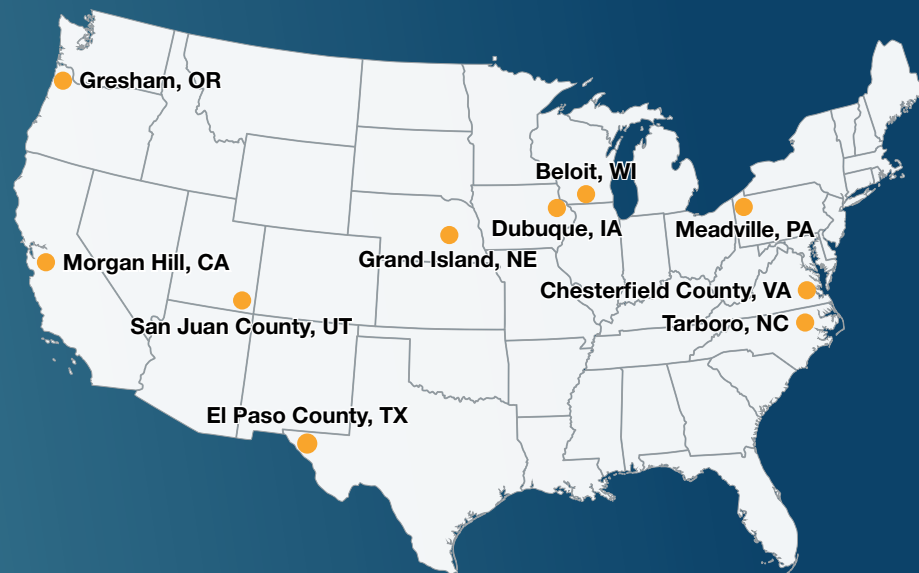 Gresham, OR
Beloit, WI
Dubuque, IA
Meadville, PA
Grand Island, NE
Morgan Hill, CA
Chesterfield County, VA
Tarboro, NC
San Juan County, UT
El Paso County, TX